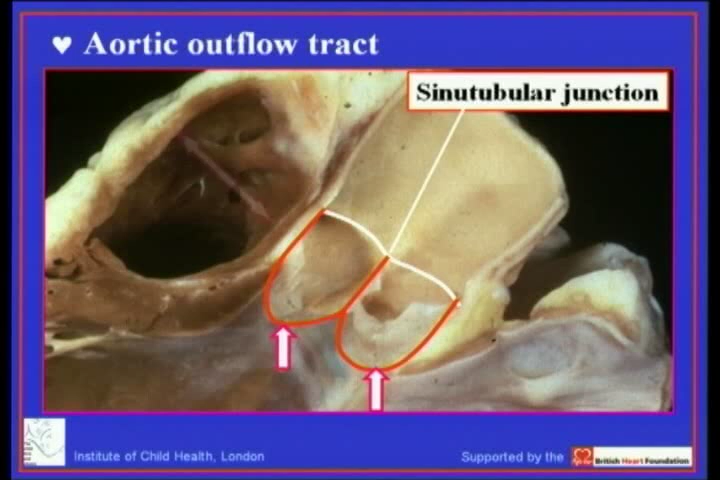 ♥ Aortic outflow tract
Sinutubular junction
Institute of Child Health, London
Supported by the
British Heart Foundation